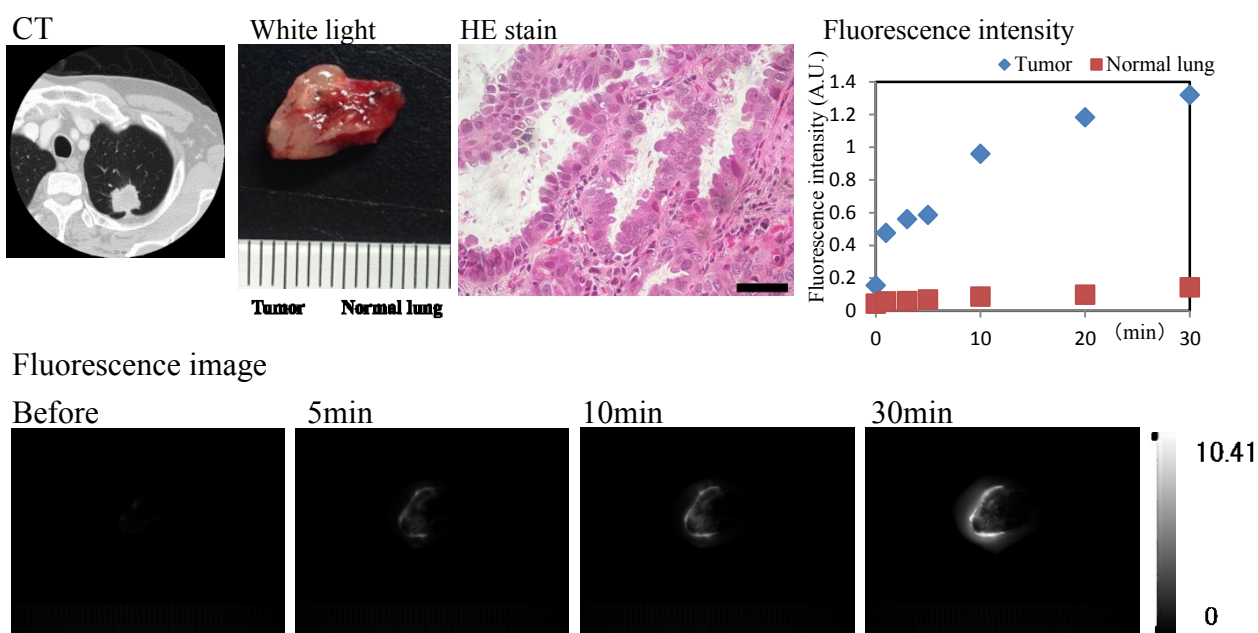 CT
White light
HE stain
Fluorescence intensity
Tumor Normal lung
Fluorescence intensity (A.U.)
1.4
1.2
1
0.8
0.6
0.4
0.2
0
0 10 20 (min) 30
Tumor Normal lung
Fluorescence image
Before
5min
10min
30min
10.41
0